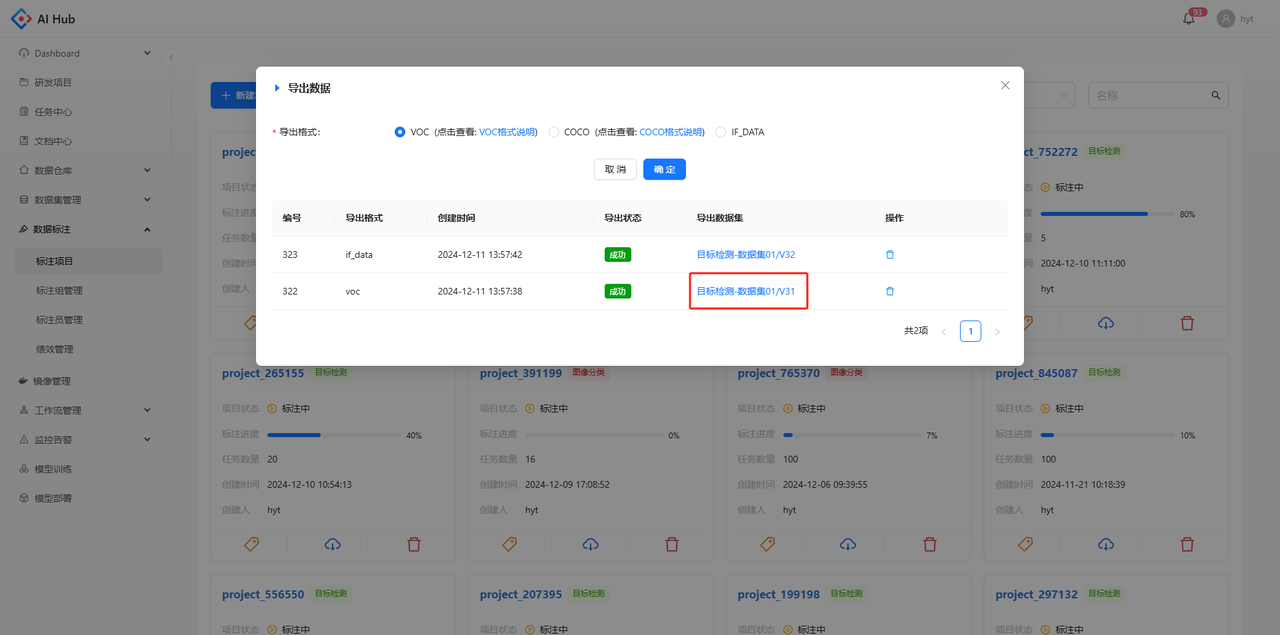 AI Hub
93
hyt
Dashboard
研发项目
任务中心
文档中心
数据仓库
数据集管理
数据标注
标注项目
标注组管理
标注员管理
绩效管理
镜像管理
工作流管理
监控告警
模型训练
模型部署
+ 新建
名称
导出数据
* 导出格式:
VOC (点击查看: VOC格式说明)
COCO (点击查看: COCO格式说明)
IF_DATA
取 消
确 定
编号 导出格式 创建时间 导出状态 导出数据集 操作
323 if_data 2024-12-11 13:57:42 成功 目标检测-数据集01/V32
322 voc 2024-12-11 13:57:38 成功 目标检测-数据集01/V31
共2项 < 1 >
projec
项目状态
标注进度
任务数量
创建时间
创建人
ct_752272 目标检测
标注中
80%
5
2024-12-10 11:11:00
hyt
project_265155 目标检测
项目状态 标注中
标注进度 40%
任务数量 20
创建时间 2024-12-10 10:54:13
创建人 hyt
project_391199 图像分类
项目状态 标注中
标注进度 0%
任务数量 16
创建时间 2024-12-09 17:08:52
创建人 hyt
project_765370 图像分类
项目状态 标注中
标注进度 7%
任务数量 100
创建时间 2024-12-06 09:39:55
创建人 hyt
project_845087 目标检测
项目状态 标注中
标注进度 10%
任务数量 100
创建时间 2024-11-21 10:18:39
创建人 hyt
project_556550 目标检测
项目状态 标注中
project_207395 目标检测
项目状态 标注中
project_199198 目标检测
项目状态 标注中
project_297132 目标检测
项目状态 标注中